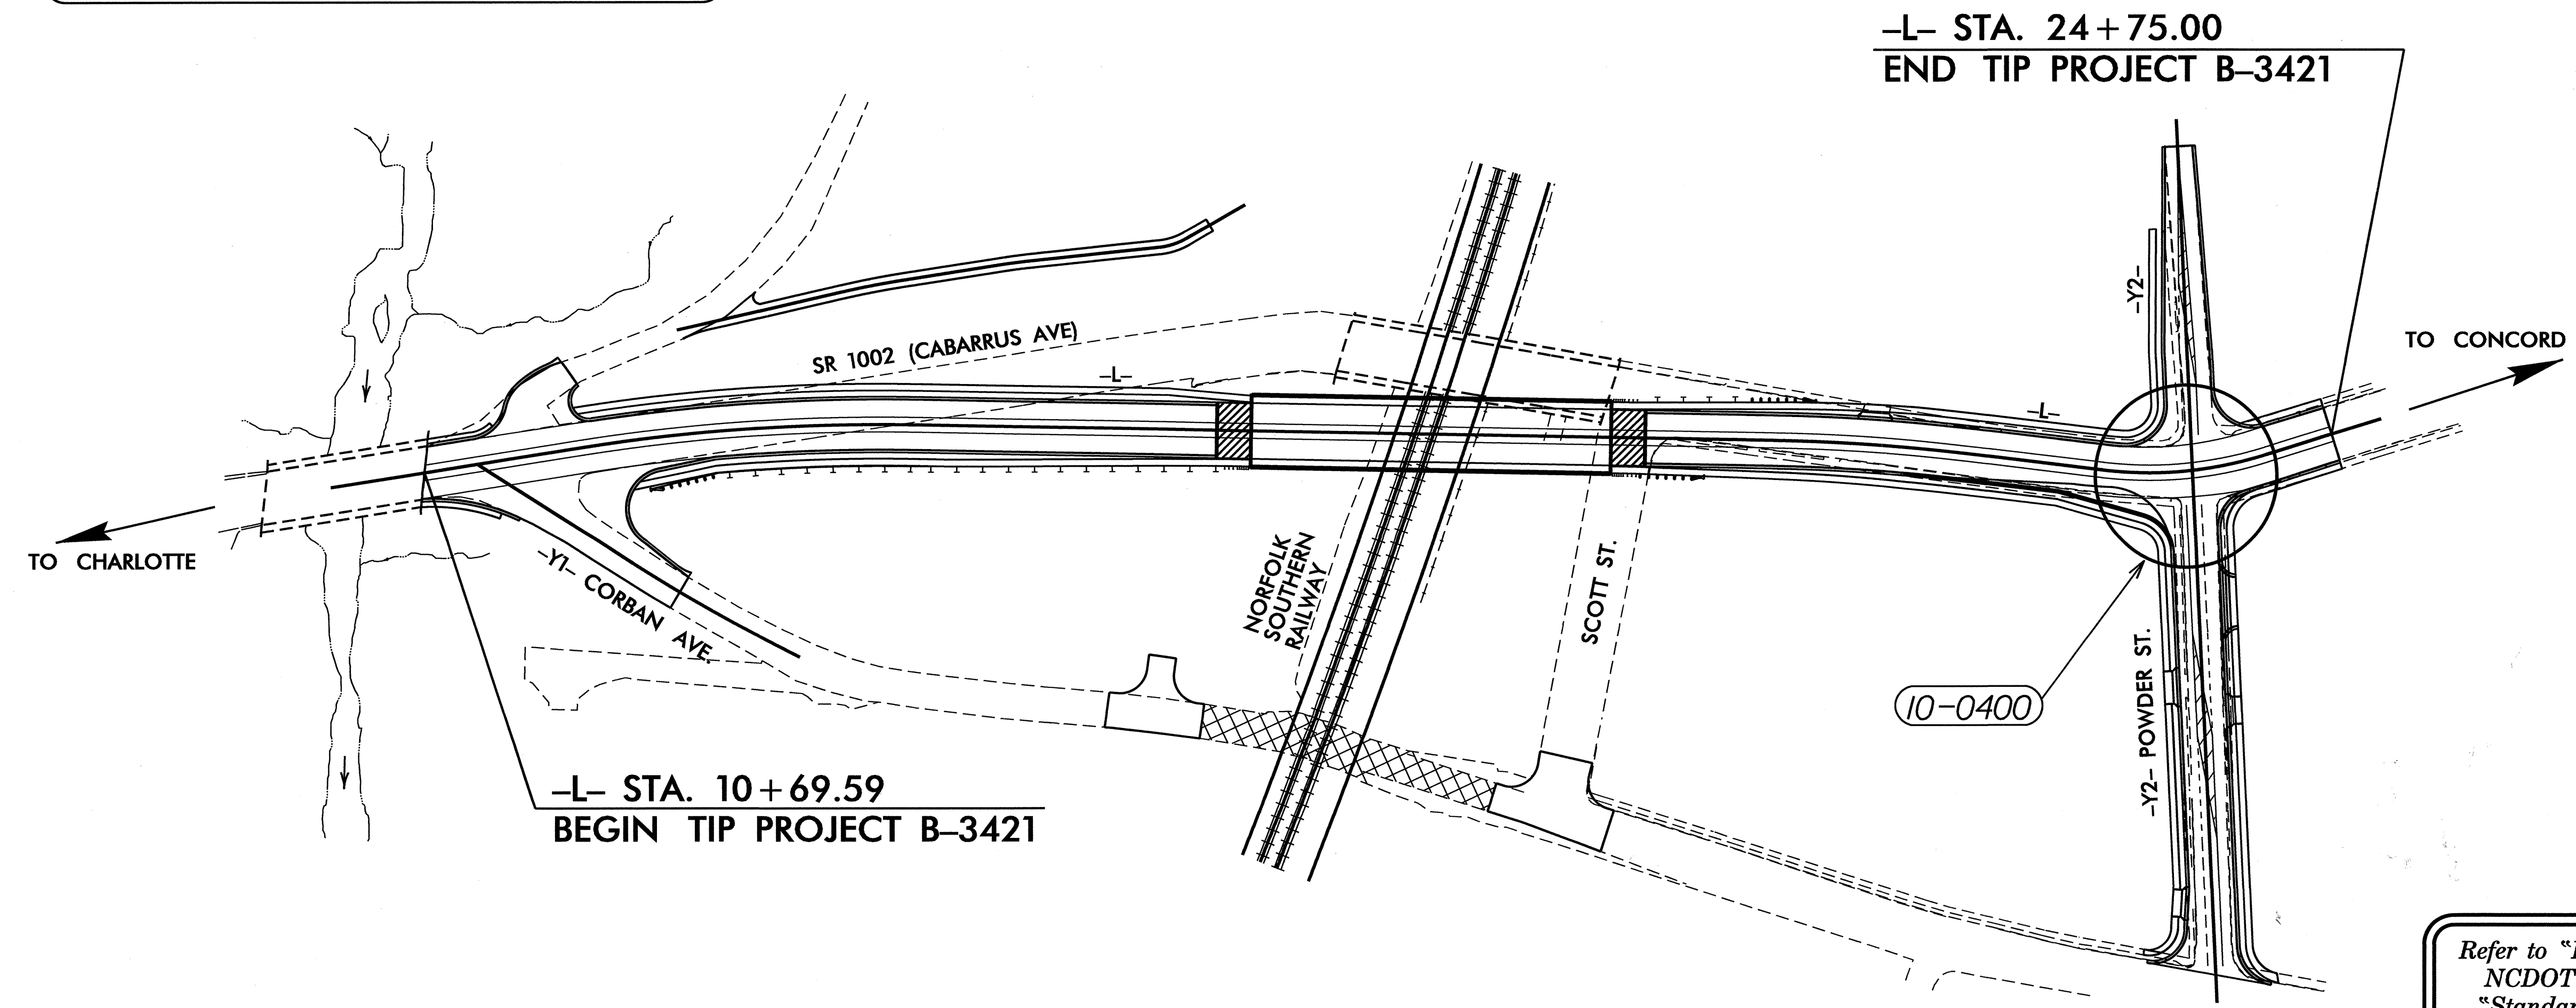 –L– STA. 24+75.00
END TIP PROJECT B–3421
TO CONCORD
–Y2–
SR 1002 (CABARRUS AVE)
–L–
–L–
TO CHARLOTTE
–Y1– CORBAN AVE.
NORFOLK
SOUTHERN
RAILWAY
SCOTT ST.
–Y2– POWDER ST.
10-0400
–L– STA. 10+69.59
BEGIN TIP PROJECT B–3421
Refer to "
NCDOT
"Standar